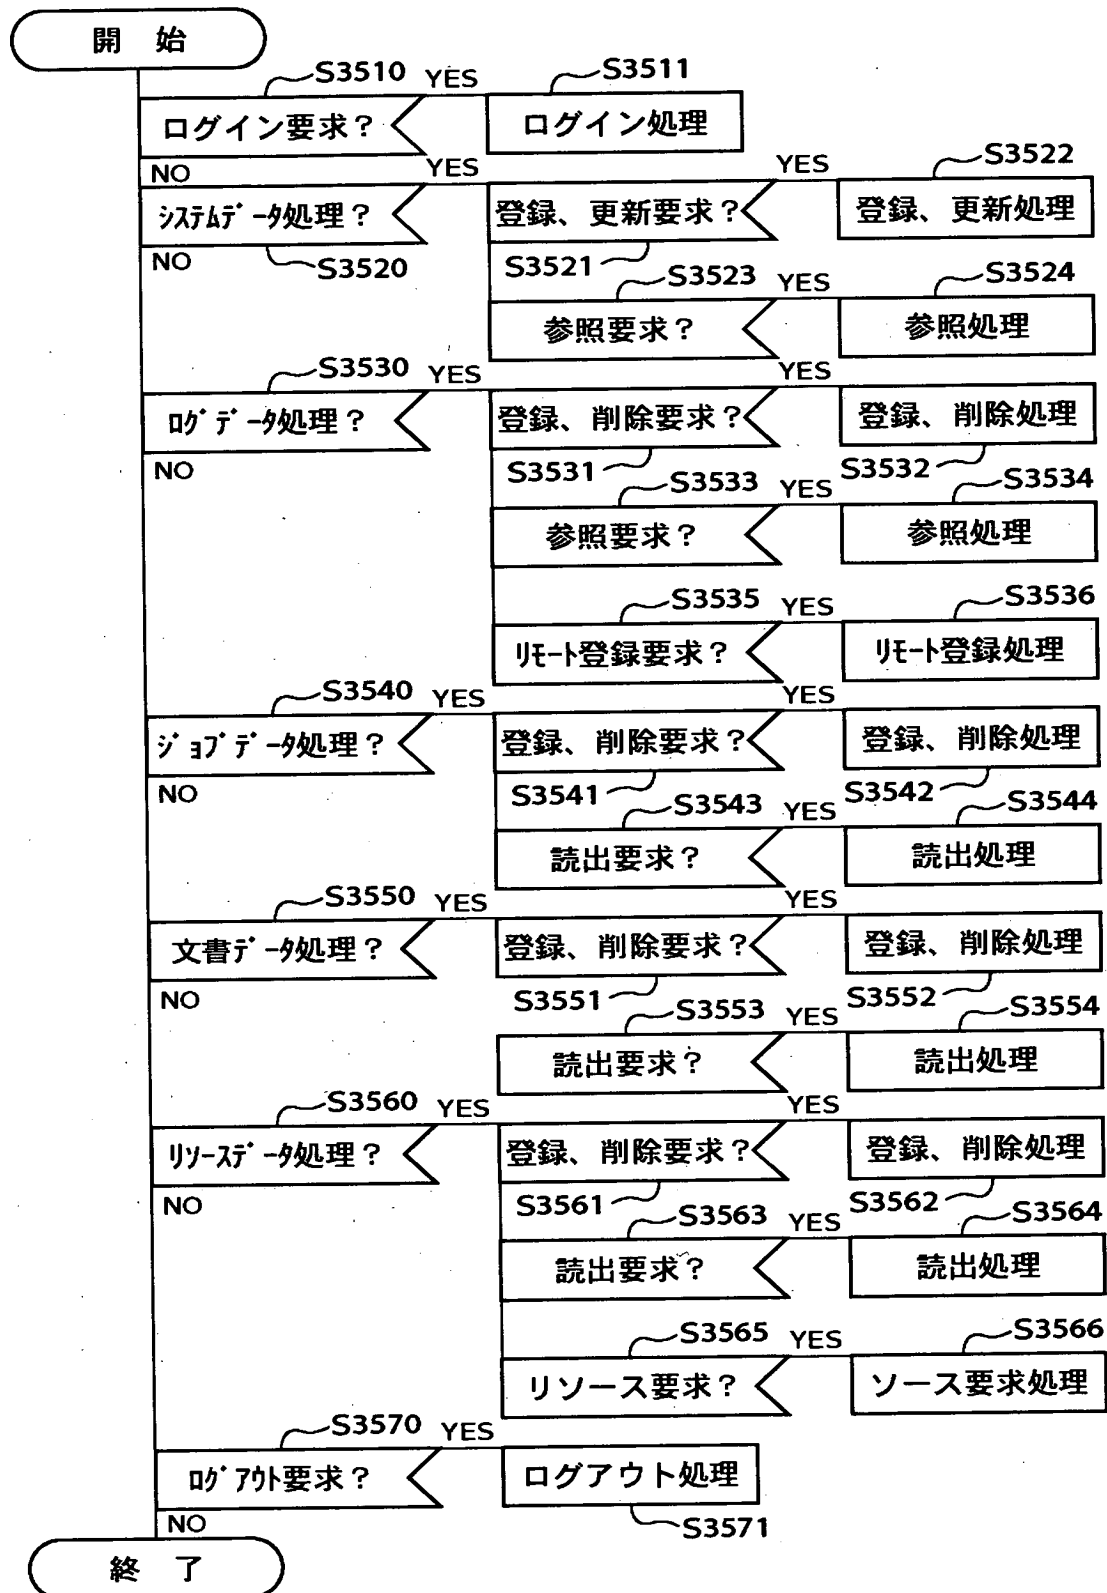 開 始
S3510 YES S3511
ログイン要求? ログイン処理
NO YES YES S3522
ｼｽﾃﾑﾃﾞｰﾀ処理? 登録、更新要求? 登録、更新処理
NO S3520 S3521 S3523 YES S3524
参照要求? 参照処理
S3530 YES YES
ﾛｸﾞﾃﾞｰﾀ処理? 登録、削除要求? 登録、削除処理
NO S3531 S3533 YES S3532 S3534
参照要求? 参照処理
S3535 YES S3536
ﾘﾓｰﾄ登録要求? ﾘﾓｰﾄ登録処理
S3540 YES YES
ｼﾞｮﾌﾞﾃﾞｰﾀ処理? 登録、削除要求? 登録、削除処理
NO S3541 S3543 YES S3542 S3544
読出要求? 読出処理
S3550 YES YES
文書ﾃﾞｰﾀ処理? 登録、削除要求? 登録、削除処理
NO S3551 S3553 YES S3552 S3554
読出要求? 読出処理
S3560 YES YES
ﾘｿｰｽﾃﾞｰﾀ処理? 登録、削除要求? 登録、削除処理
NO S3561 S3563 YES S3562 S3564
読出要求? 読出処理
S3565 YES S3566
リソース要求? ソース要求処理
S3570 YES
ﾛｸﾞｱｳﾄ要求? ログアウト処理
NO S3571
終 了